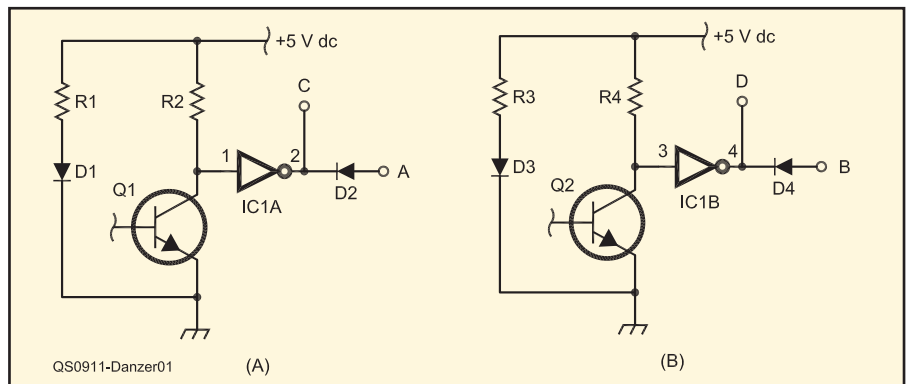 +5 V dc
C
R1
R2
1
2
D1
A
D2
Q1
IC1A
QS0911-Danzer01
(A)
+5 V dc
D
R3
R4
3
4
D3
B
D4
Q2
IC1B
(B)